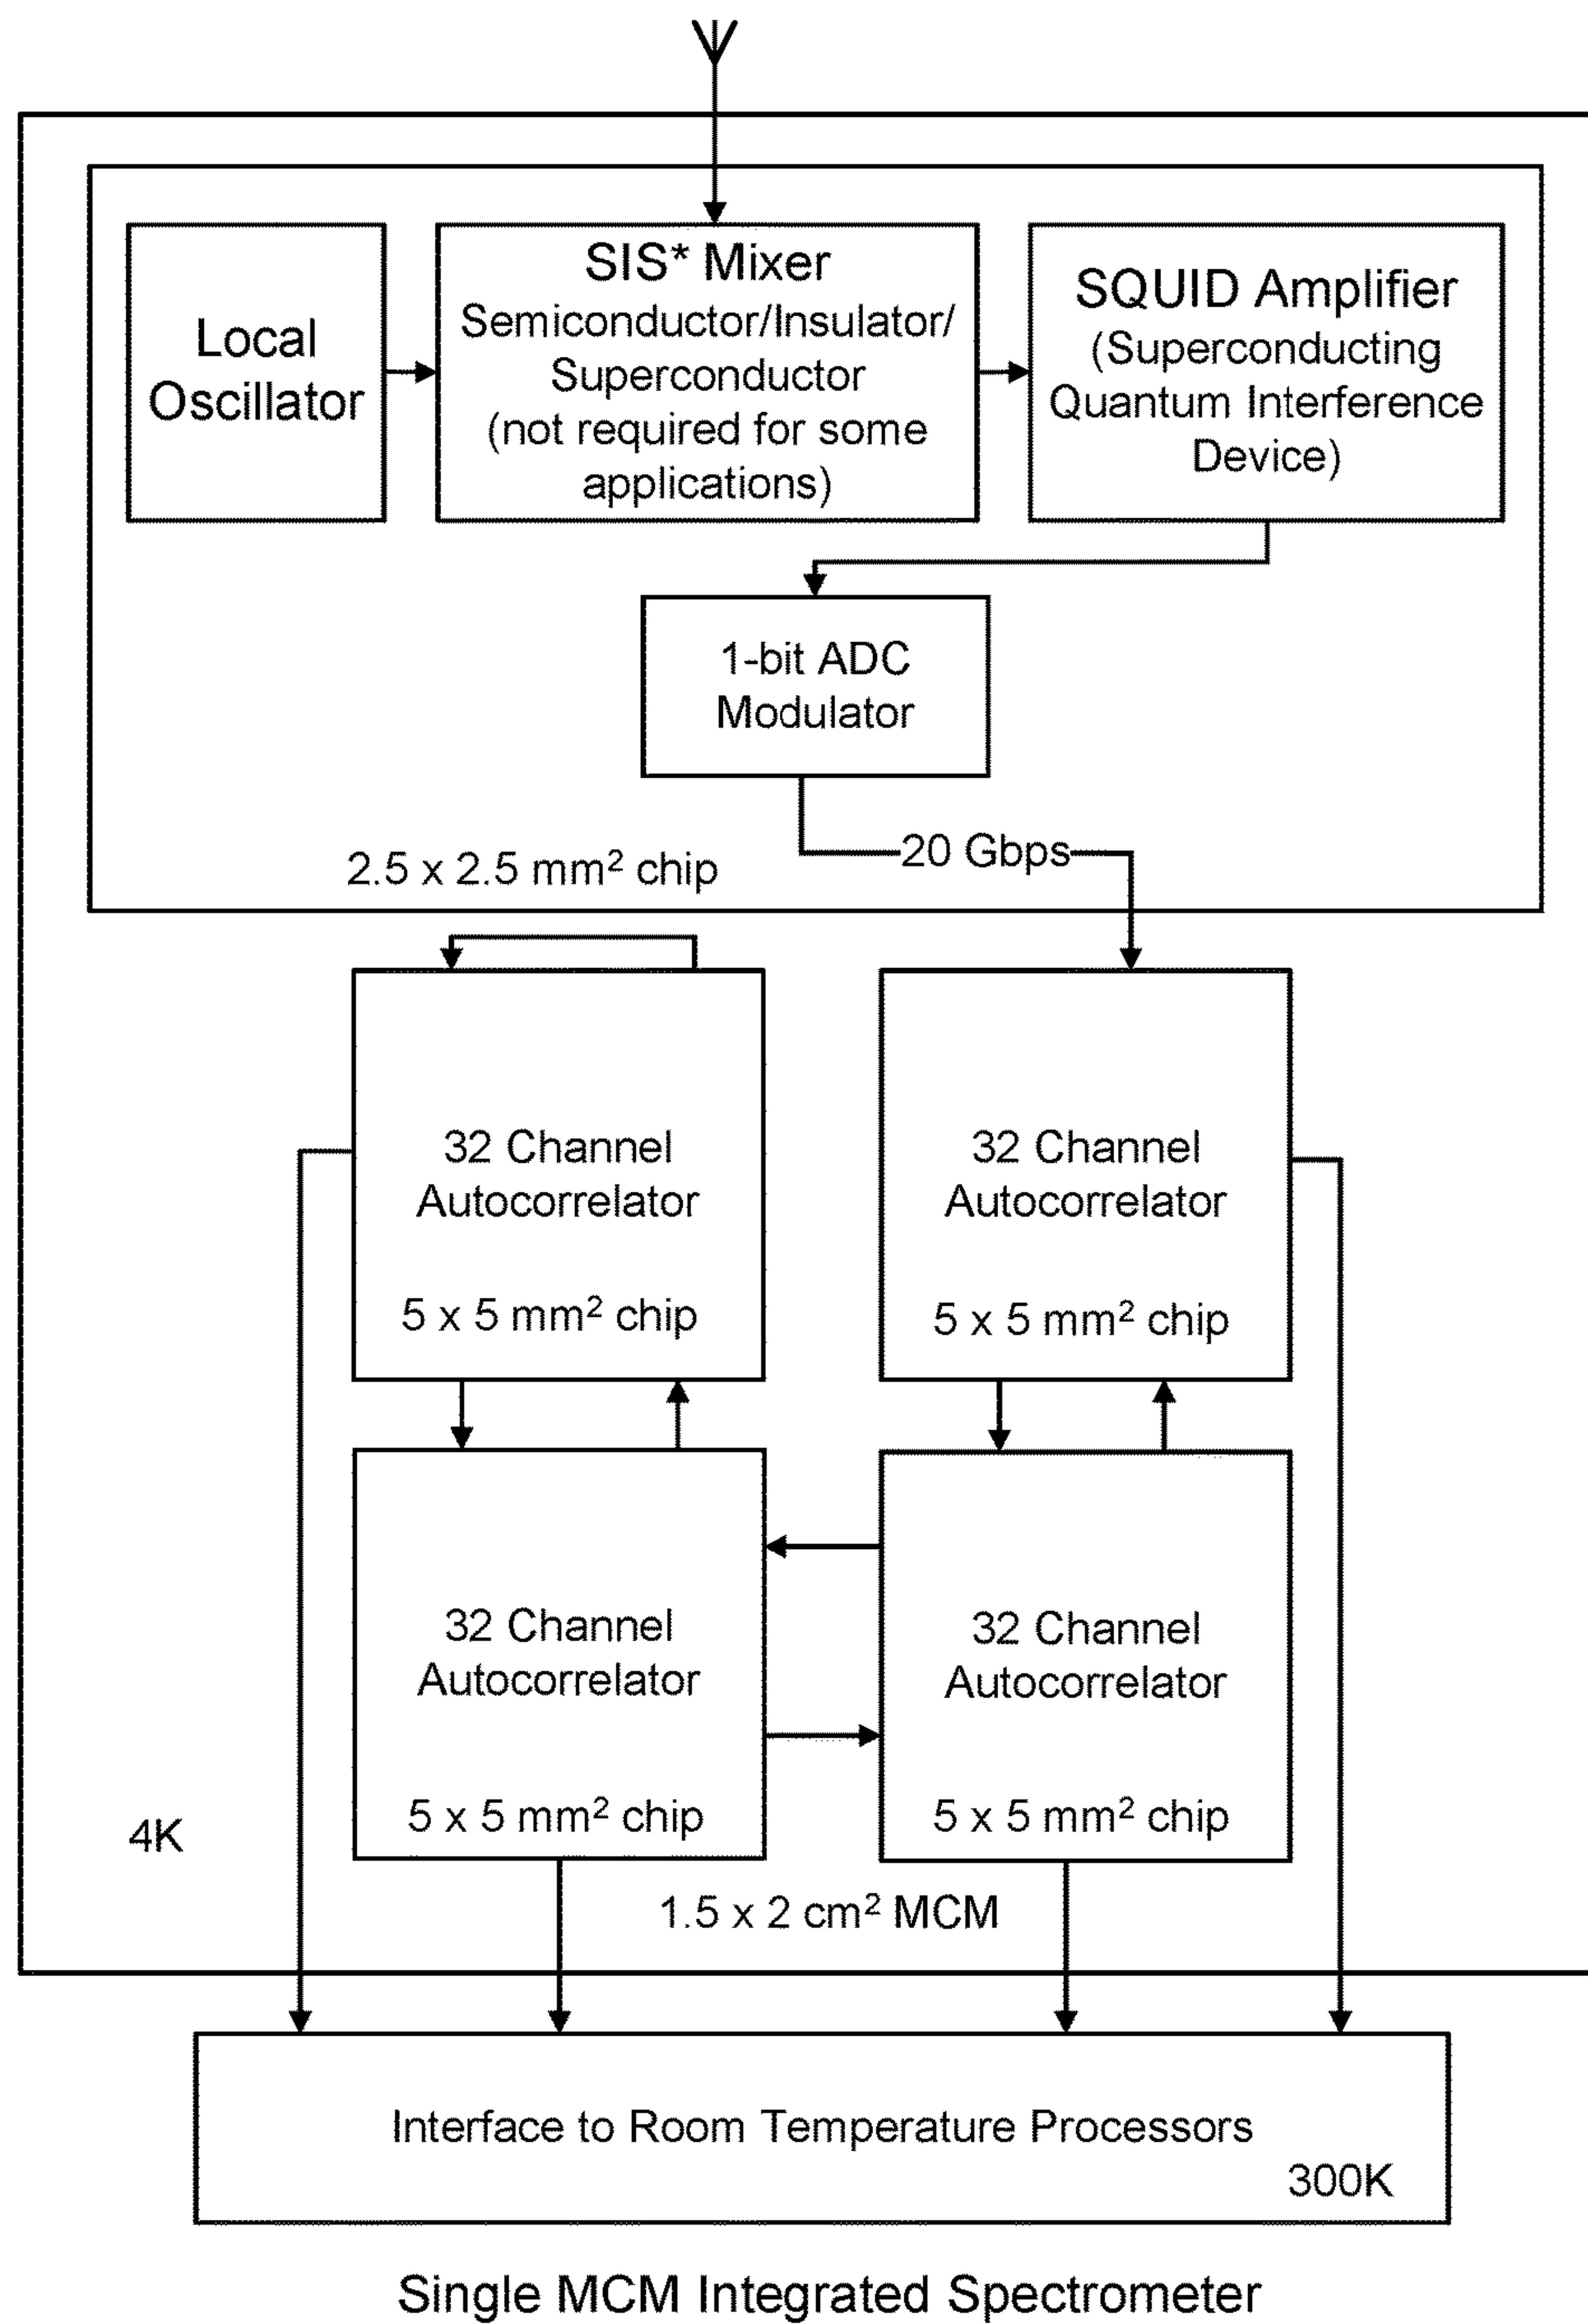 Local
Oscillator
SIS* Mixer
Semiconductor/Insulator/
Superconductor
(not required for some
applications)
SQUID Amplifier
(Superconducting
Quantum Interference
Device)
1-bit ADC
Modulator
20 Gbps
2.5 x 2.5 mm² chip
32 Channel
Autocorrelator
5 x 5 mm² chip
32 Channel
Autocorrelator
5 x 5 mm² chip
32 Channel
Autocorrelator
5 x 5 mm² chip
32 Channel
Autocorrelator
5 x 5 mm² chip
4K
1.5 x 2 cm² MCM
Interface to Room Temperature Processors
300K
Single MCM Integrated Spectrometer